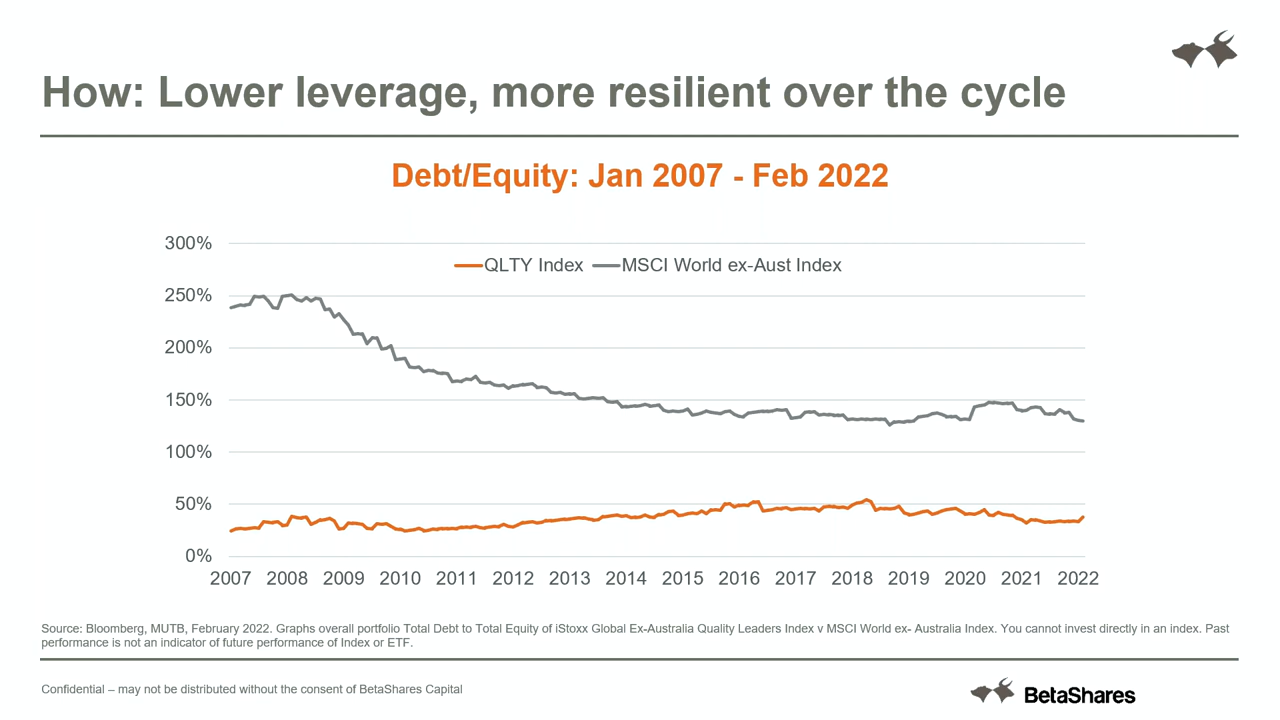 How: Lower leverage, more resilient over the cycle
Debt/Equity: Jan 2007 - Feb 2022
300%
QLTY Index
MSCI World ex-Aust Index
250%
200%
150%
100%
50%
0%
2007 2008 2009 2010 2011 2012 2013 2014 2015 2016 2017 2018 2019 2020 2021 2022
Source: Bloomberg, MUTB, February 2022. Graphs overall portfolio Total Debt to Total Equity of iStoxx Global Ex-Australia Quality Leaders Index v MSCI World ex- Australia Index. You cannot invest directly in an index. Past
performance is not an indicator of future performance of Index or ETF.
Confidential – may not be distributed without the consent of BetaShares Capital
BetaShares